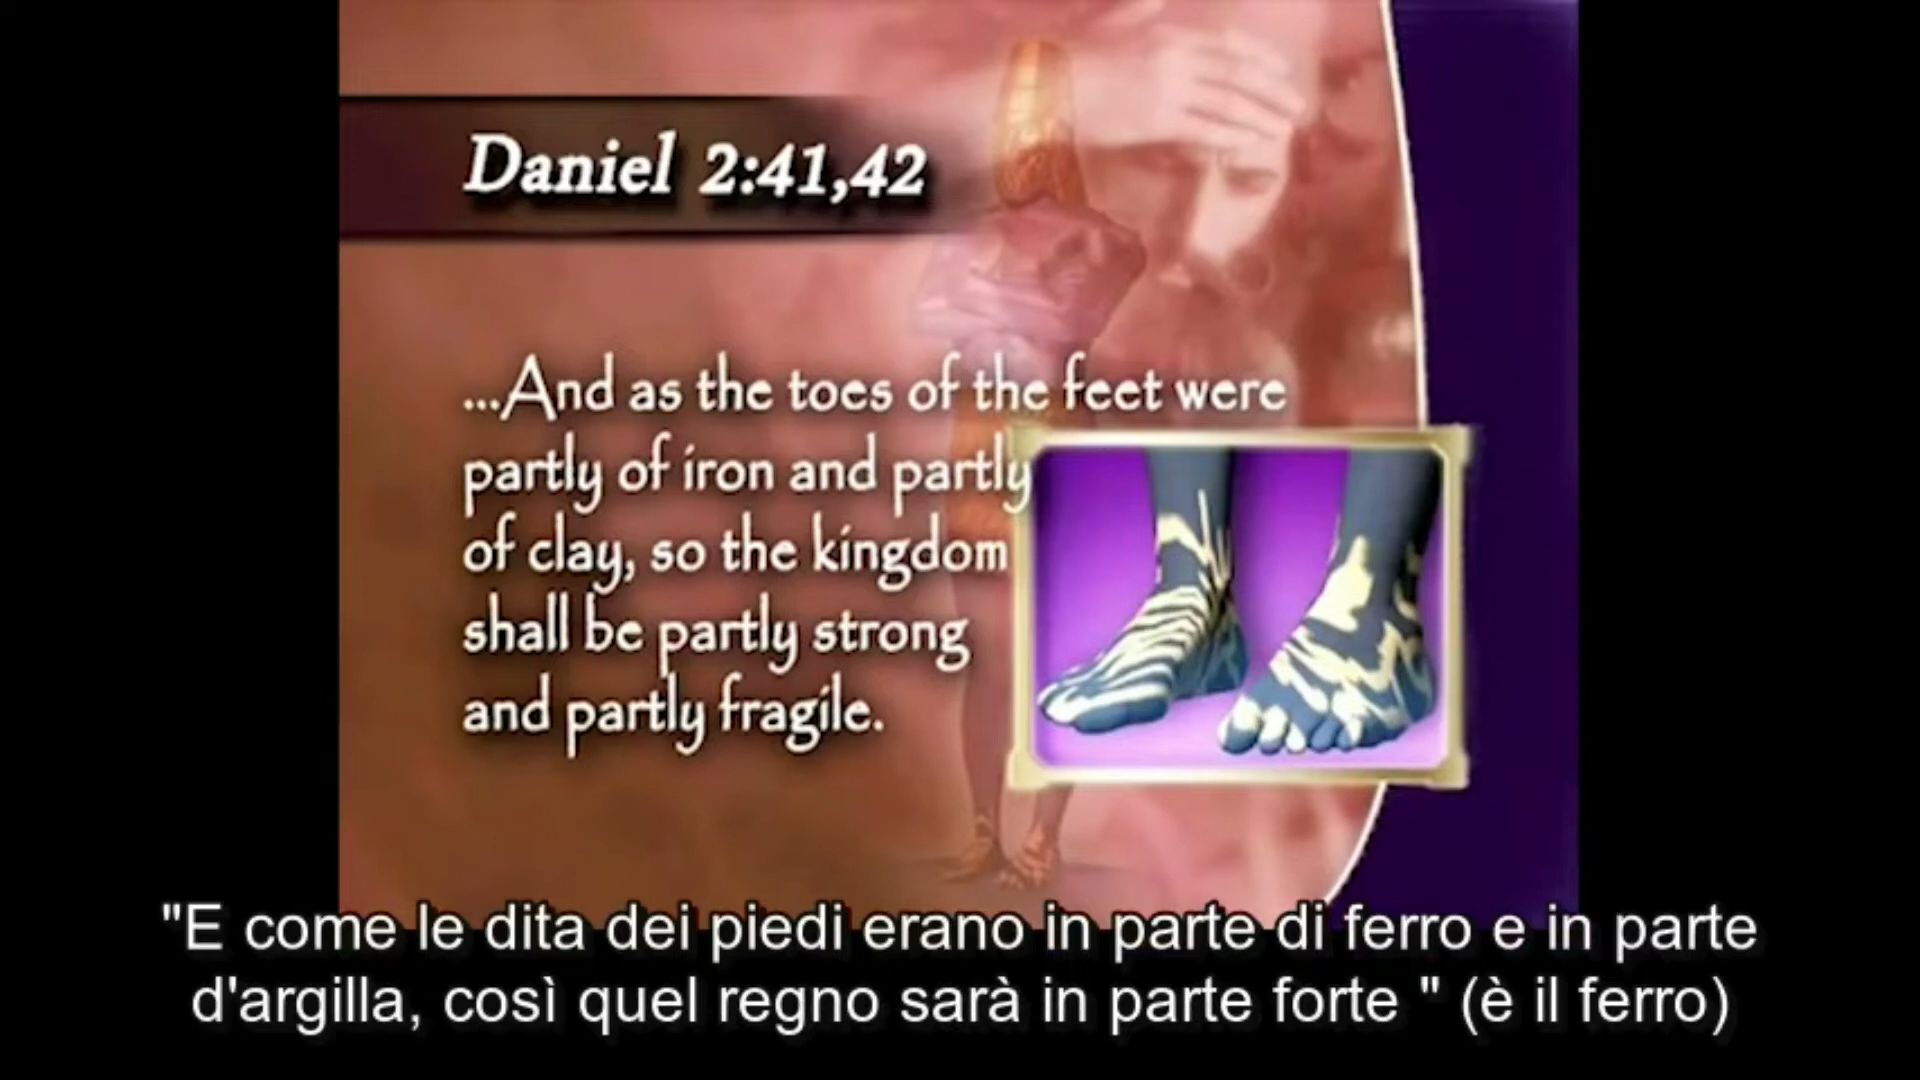 Daniel 2:41,42
...And as the toes of the feet were
partly of iron and partly
of clay, so the kingdom
shall be partly strong
and partly fragile.
"E come le dita dei piedi erano in parte di ferro e in parte
d'argilla, così quel regno sarà in parte forte " (è il ferro)